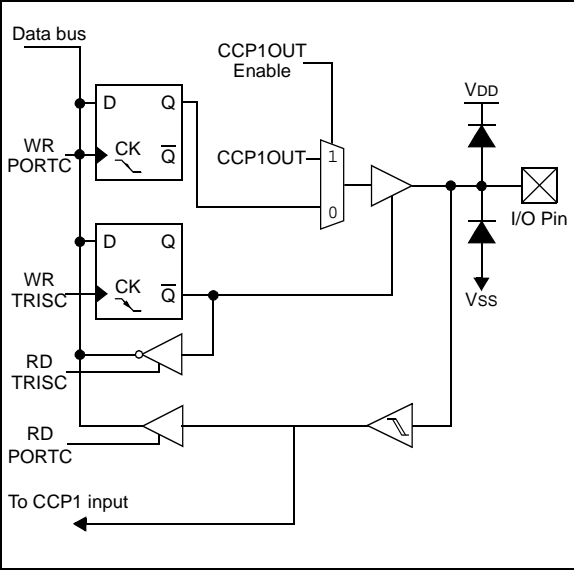 Data bus
CCP1OUT
Enable
VDD
D Q
WR
PORTC
CK
Q̅
CCP1OUT
1
0
I/O Pin
D Q
WR
TRISC
CK
Q̅
VSS
RD
TRISC
RD
PORTC
To CCP1 input